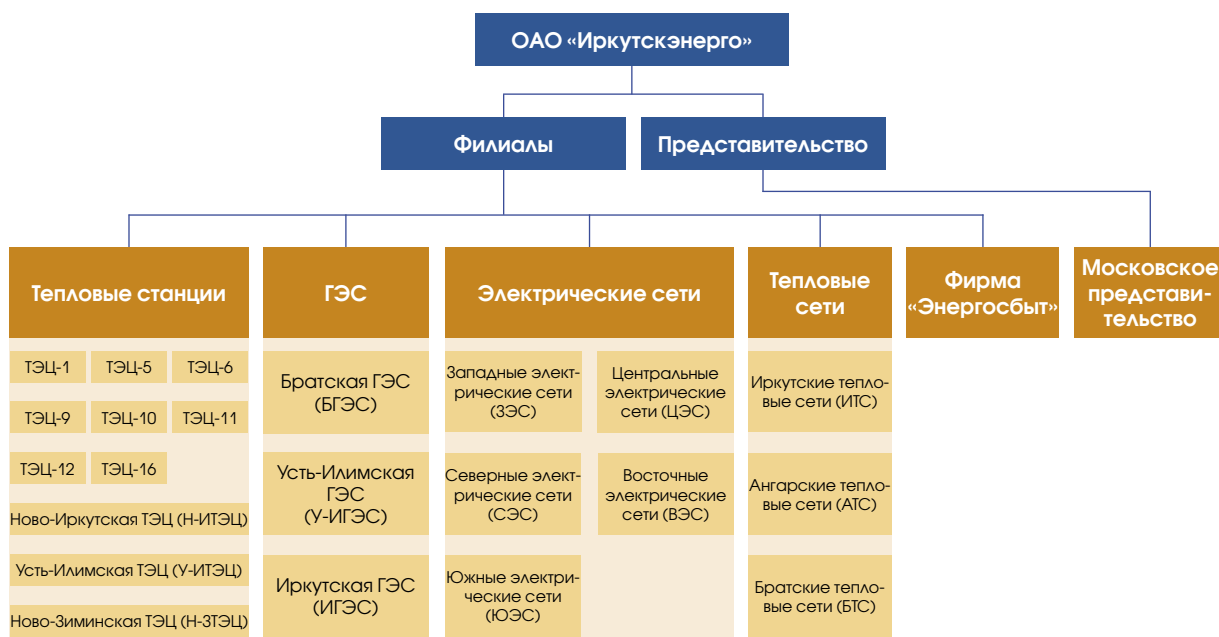 ОАО «Иркутскэнерго»
Филиалы
Представительство
Тепловые станции
ГЭС
Электрические сети
Тепловые
сети
Фирма
«Энергосбыт»
Московское
представи-
тельство
ТЭЦ-1
ТЭЦ-5
ТЭЦ-6
ТЭЦ-9
ТЭЦ-10
ТЭЦ-11
ТЭЦ-12
ТЭЦ-16
Ново-Иркутская ТЭЦ (Н-ИТЭЦ)
Усть-Илимская ТЭЦ (У-ИТЭЦ)
Ново-Зиминская ТЭЦ (Н-ЗТЭЦ)
Братская ГЭС
(БГЭС)
Усть-Илимская
ГЭС
(У-ИГЭС)
Иркутская ГЭС
(ИГЭС)
Западные элект-
рические сети
(ЗЭС)
Центральные
электрические
сети (ЦЭС)
Северные элект-
рические сети
(СЭС)
Восточные
электрические
сети (ВЭС)
Южные электри-
ческие сети
(ЮЭС)
Иркутские тепло-
вые сети (ИТС)
Ангарские тепло-
вые сети (АТС)
Братские тепло-
вые сети (БТС)